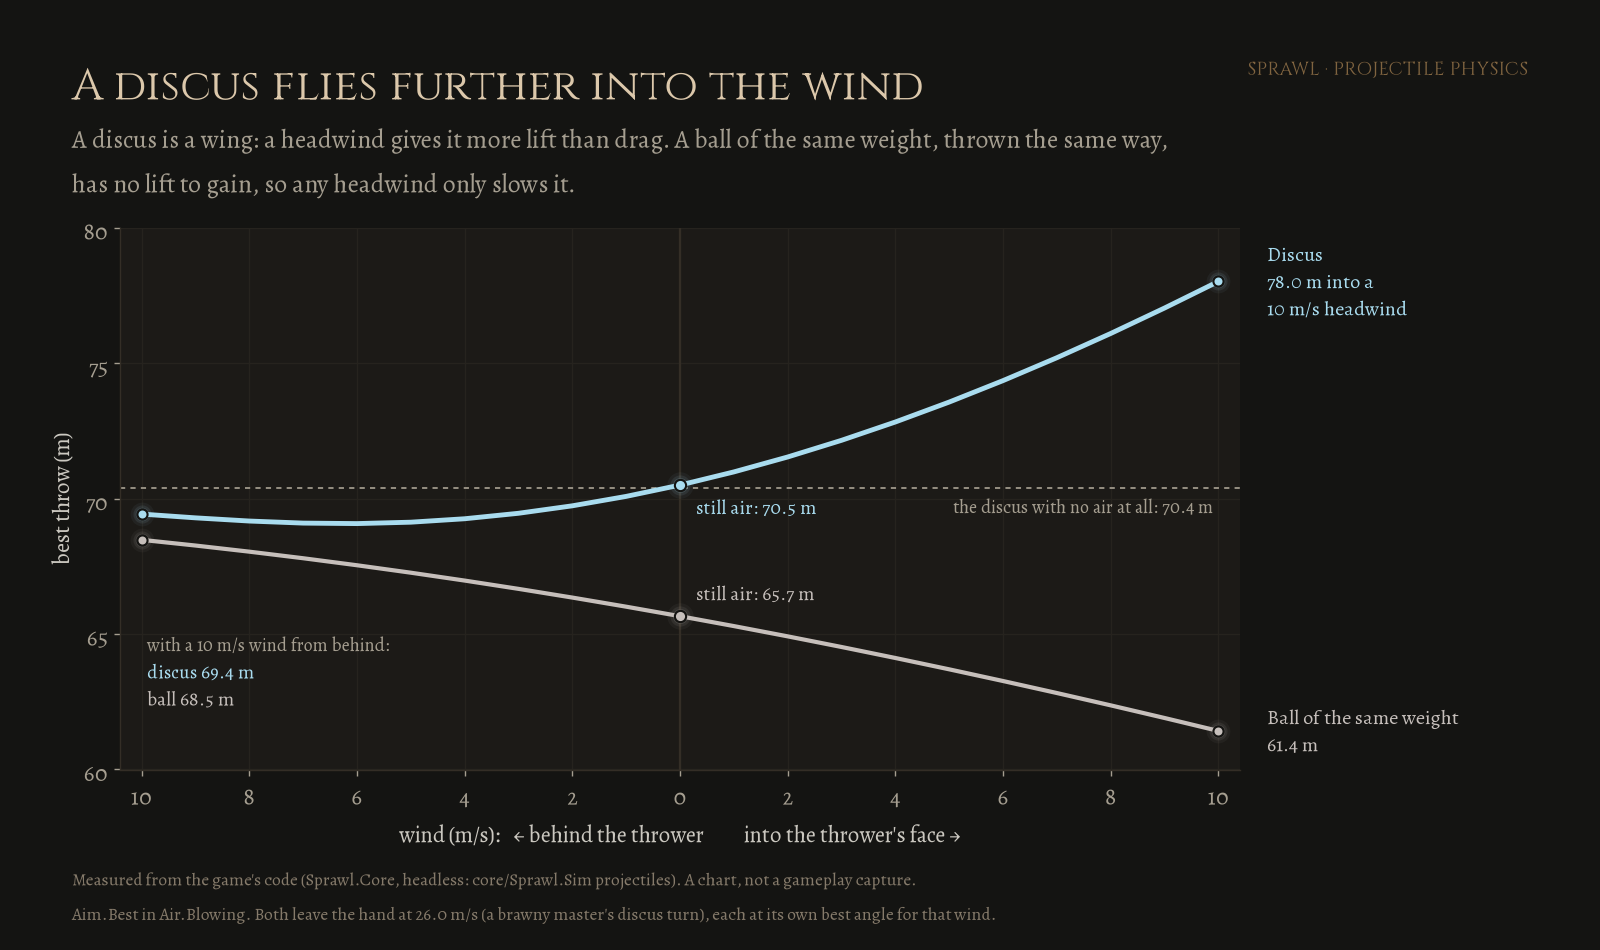 A DISCUS FLIES FURTHER INTO THE WIND
SPRAWL · PROJECTILE PHYSICS
A discus is a wing: a headwind gives it more lift than drag. A ball of the same weight, thrown the same way,
has no lift to gain, so any headwind only slows it.
80
75
70
65
60
best throw (m)
Discus
78.0 m into a
10 m/s headwind
still air: 70.5 m
the discus with no air at all: 70.4 m
still air: 65.7 m
with a 10 m/s wind from behind:
discus 69.4 m
ball 68.5 m
Ball of the same weight
61.4 m
10 8 6 4 2 0 2 4 6 8 10
wind (m/s): ← behind the thrower into the thrower's face →
Measured from the game's code (Sprawl.Core, headless: core/Sprawl.Sim projectiles). A chart, not a gameplay capture.
Aim.Best in Air.Blowing. Both leave the hand at 26.0 m/s (a brawny master's discus turn), each at its own best angle for that wind.